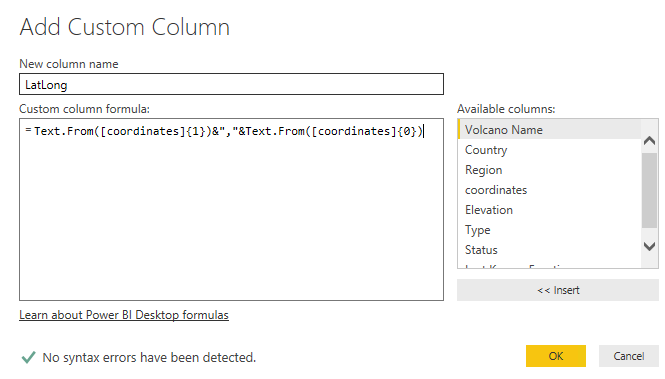 Add Custom Column
New column name
LatLong
Custom column formula:
= Text.From([coordinates]{1})&","&Text.From([coordinates]{0})
Available columns:
Volcano Name
Country
Region
coordinates
Elevation
Type
Status
<< Insert
Learn about Power BI Desktop formulas
No syntax errors have been detected.
OK
Cancel